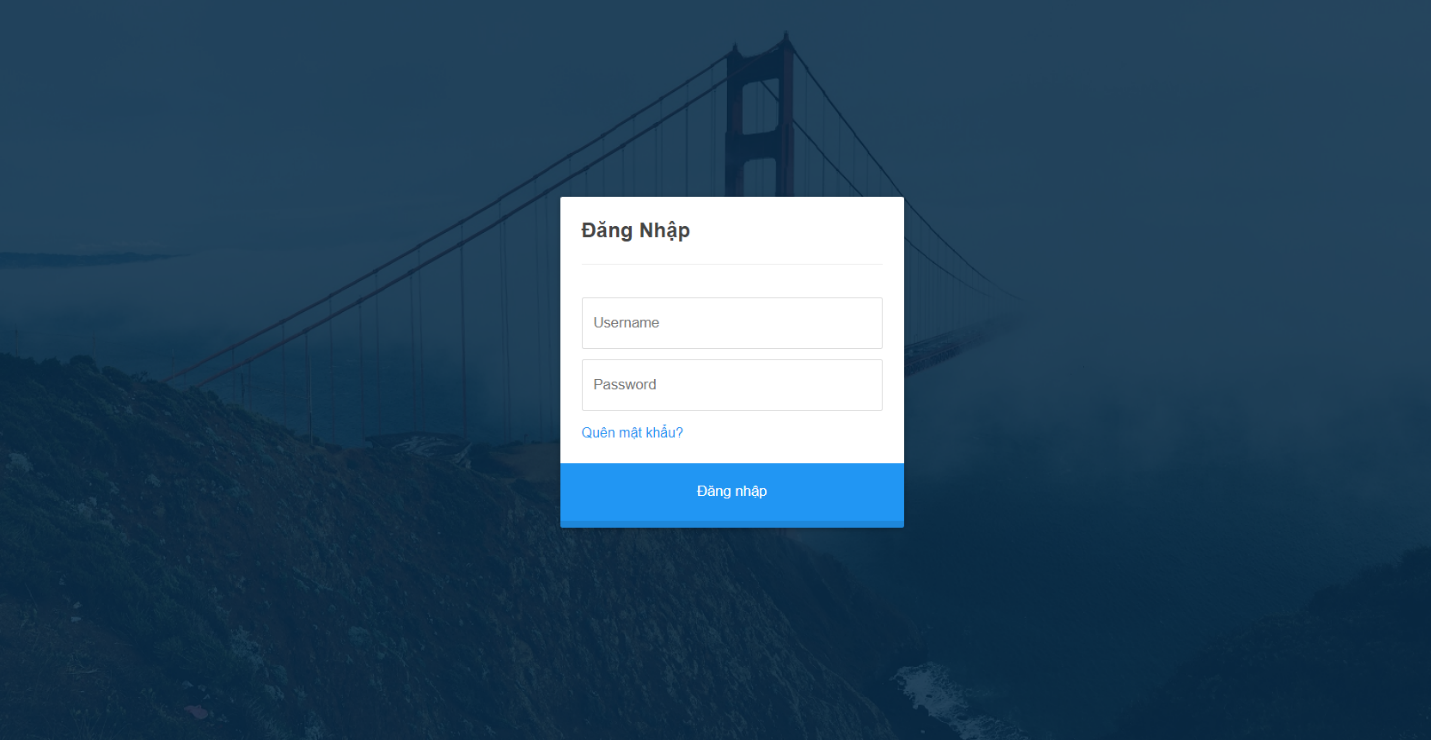 Đăng Nhập
Username
Password
Quên mật khẩu?
Đăng nhập